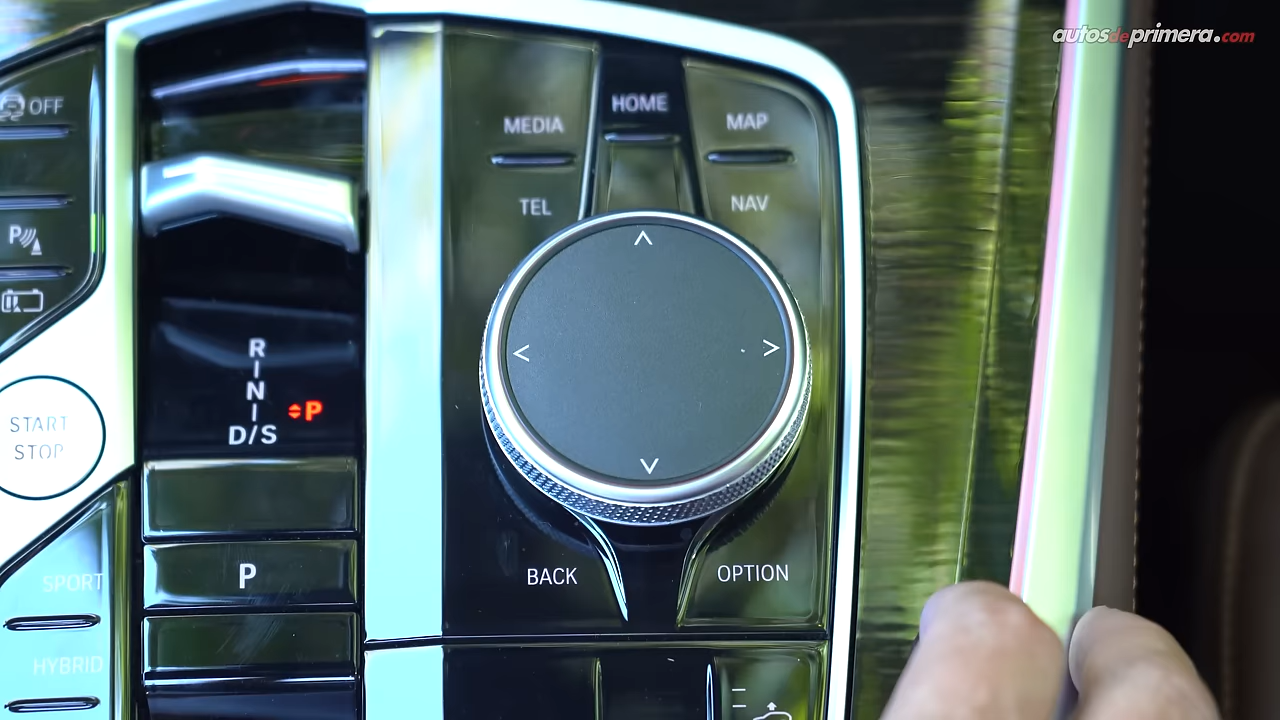 autosdeprimera.com
OFF
MEDIA
HOME
MAP
TEL
NAV
P
R
N
D/S
P
START
STOP
P
BACK
OPTION
SPORT
HYBRID